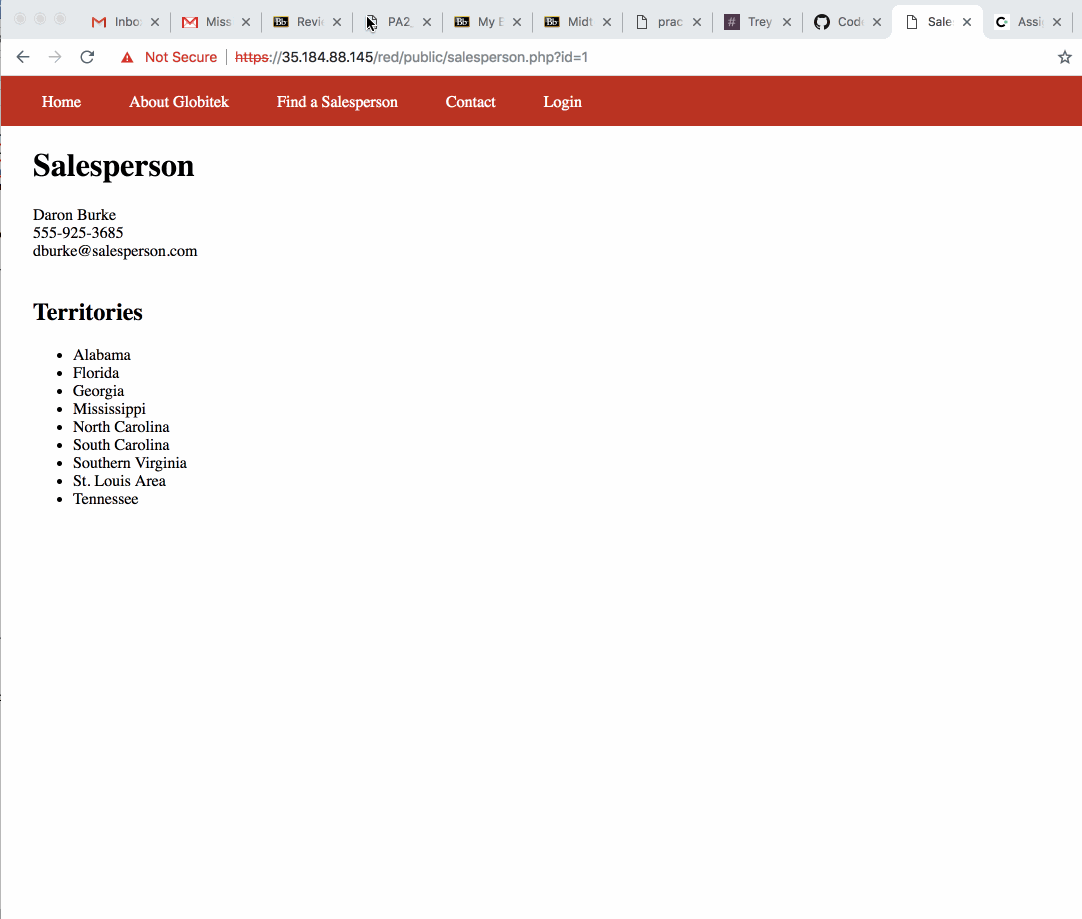 Inbo Miss Revi PA2_ My B Midt prac Trey Cod Sale Assi
Not Secure https://35.184.88.145/red/public/salesperson.php?id=1
Home About Globitek Find a Salesperson Contact Login
Salesperson
Daron Burke
555-925-3685
dburke@salesperson.com
Territories
Alabama
Florida
Georgia
Mississippi
North Carolina
South Carolina
Southern Virginia
St. Louis Area
Tennessee